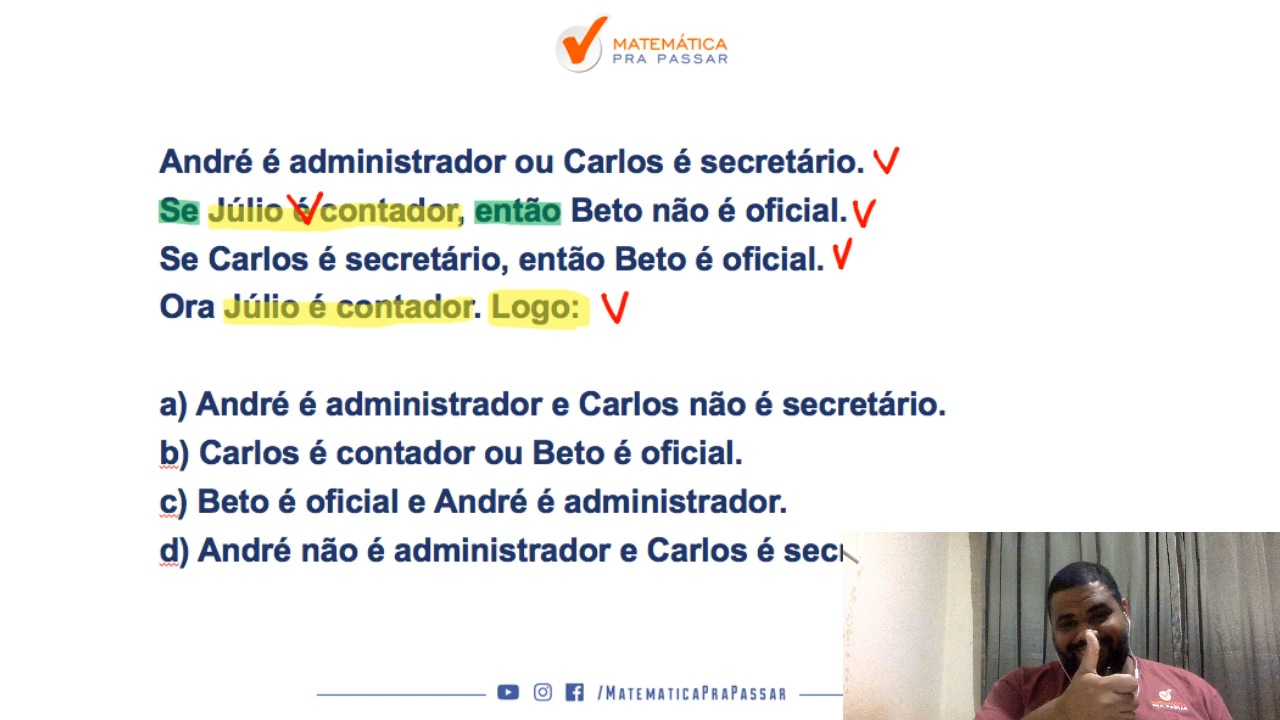 MATEMÁTICA
PRA PASSAR
André é administrador ou Carlos é secretário.
Se Júlio é contador, então Beto não é oficial.
Se Carlos é secretário, então Beto é oficial.
Ora Júlio é contador. Logo:
a) André é administrador e Carlos não é secretário.
b) Carlos é contador ou Beto é oficial.
c) Beto é oficial e André é administrador.
d) André não é administrador e Carlos é
/MATEMATICAPRAPASSAR
PRA PASSAR